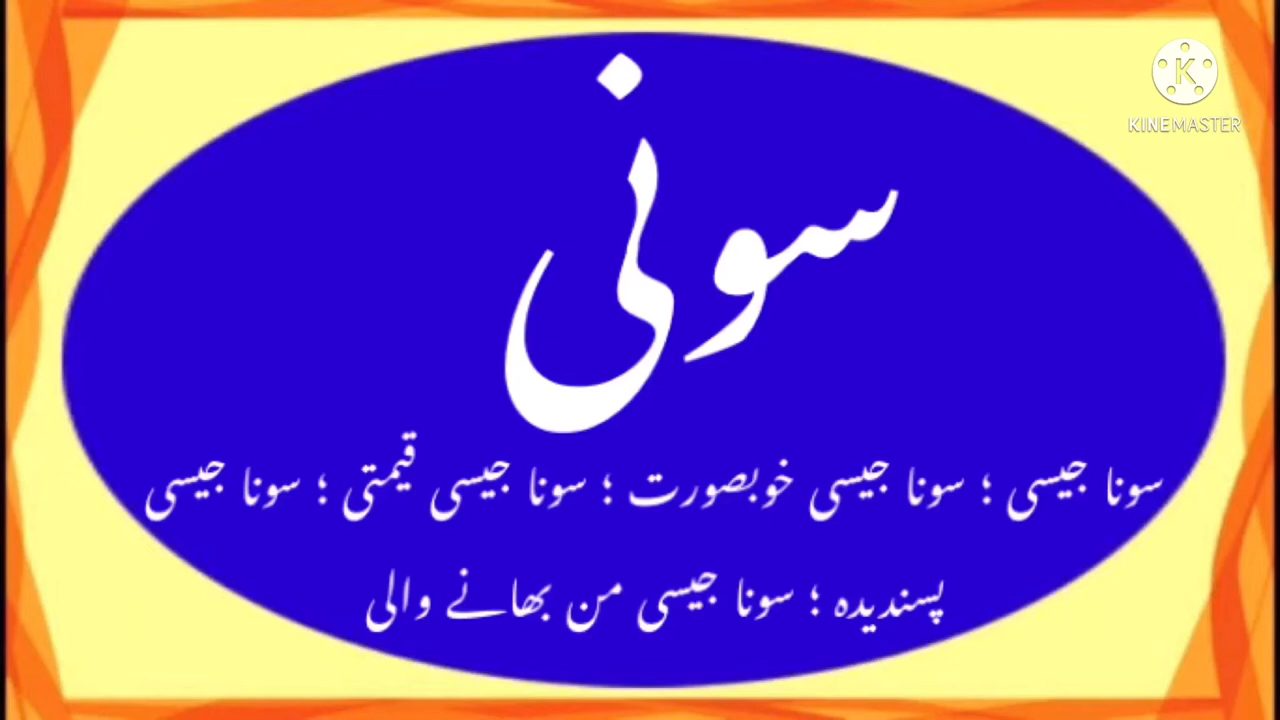 KINEMASTER
سونی
سونا جیسی ؛ سونا جیسی خوبصورت ؛ سونا جیسی قیمتی ؛ سونا جیسی
پسندیدہ ؛ سونا جیسی من بھانے والی